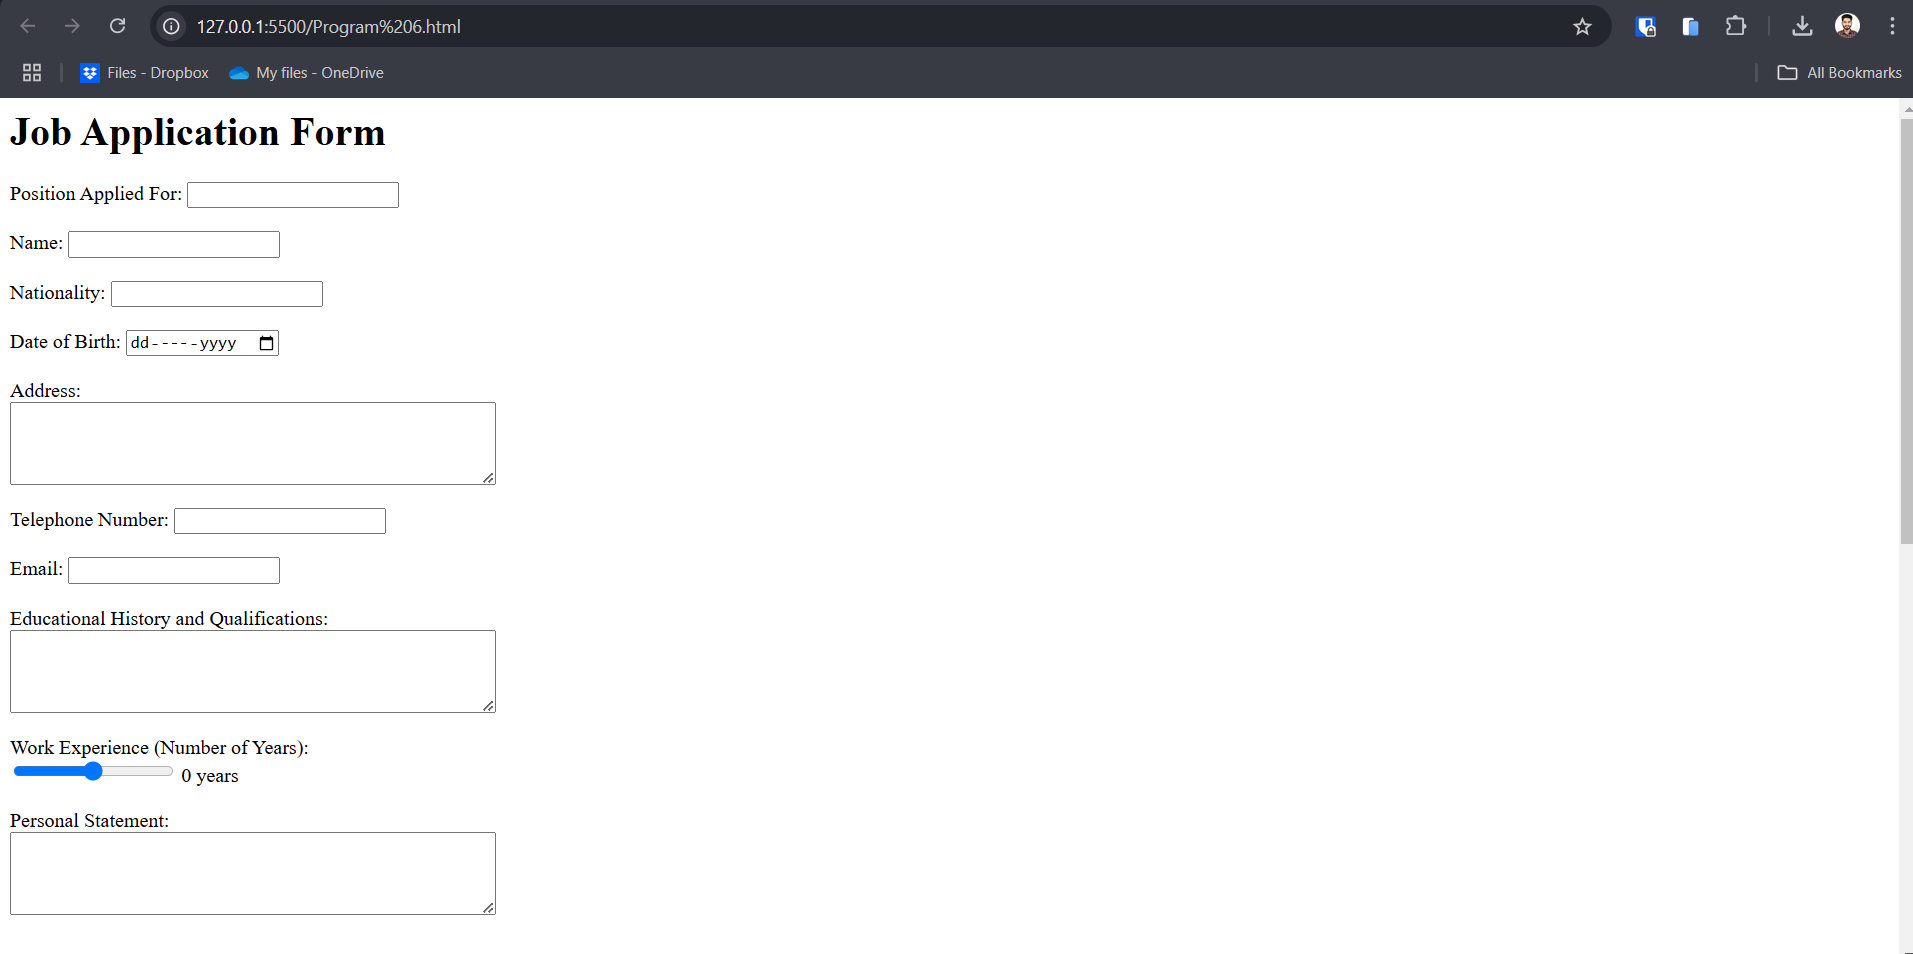 127.0.0.1:5500/Program%206.html
Files - Dropbox
My files - OneDrive
All Bookmarks
Job Application Form
Position Applied For:
Name:
Nationality:
Date of Birth: dd-----yyyy
Address:
Telephone Number:
Email:
Educational History and Qualifications:
Work Experience (Number of Years):
0 years
Personal Statement: